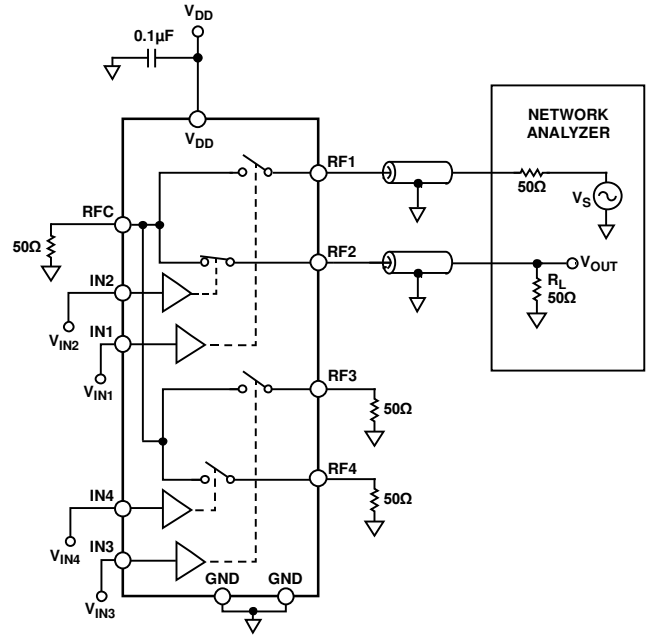 V_DD
0.1µF
V_DD
NETWORK
ANALYZER
RF1
50Ω
V_S
RFC
50Ω
RF2
V_OUT
R_L
50Ω
IN2
V_IN2
IN1
V_IN1
RF3
50Ω
RF4
50Ω
IN4
V_IN4
IN3
V_IN3
GND GND